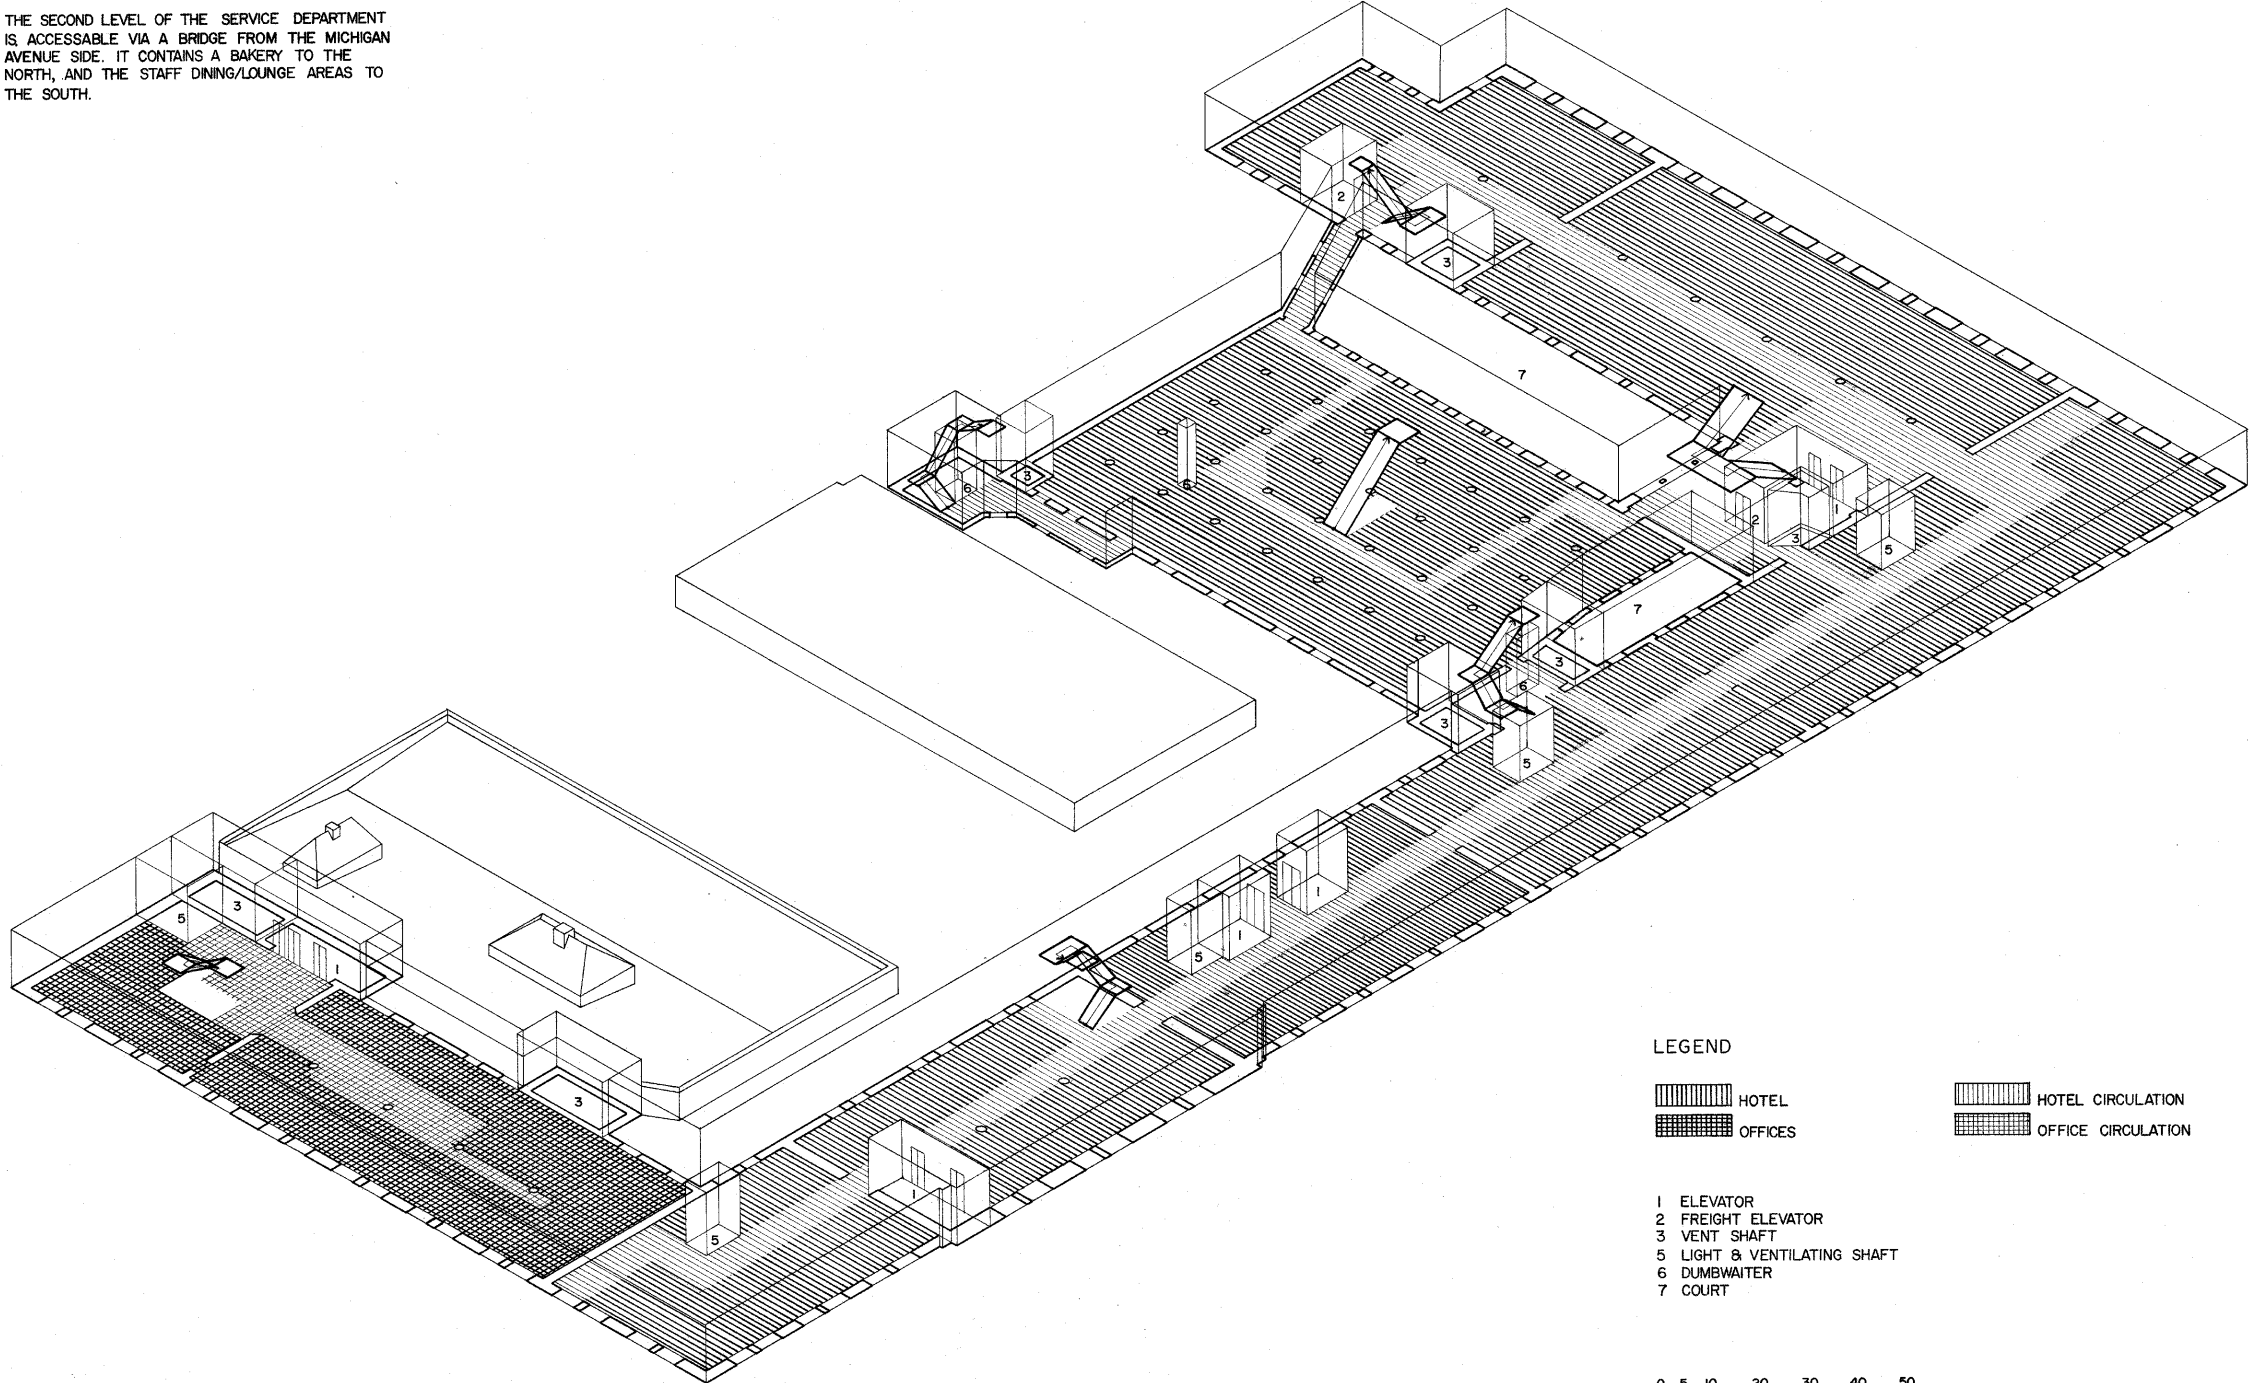 THE SECOND LEVEL OF THE SERVICE DEPARTMENT
IS ACCESSABLE VIA A BRIDGE FROM THE MICHIGAN
AVENUE SIDE. IT CONTAINS A BAKERY TO THE
NORTH, AND THE STAFF DINING/LOUNGE AREAS TO
THE SOUTH.
2
3
7
6
3
6
2
1
3
5
7
3
6
3
5
1
1
5
3
5
1
3
1
5
LEGEND
HOTEL
HOTEL CIRCULATION
OFFICES
OFFICE CIRCULATION
1 ELEVATOR
2 FREIGHT ELEVATOR
3 VENT SHAFT
5 LIGHT & VENTILATING SHAFT
6 DUMBWAITER
7 COURT
0 5 10 20 30 40 50